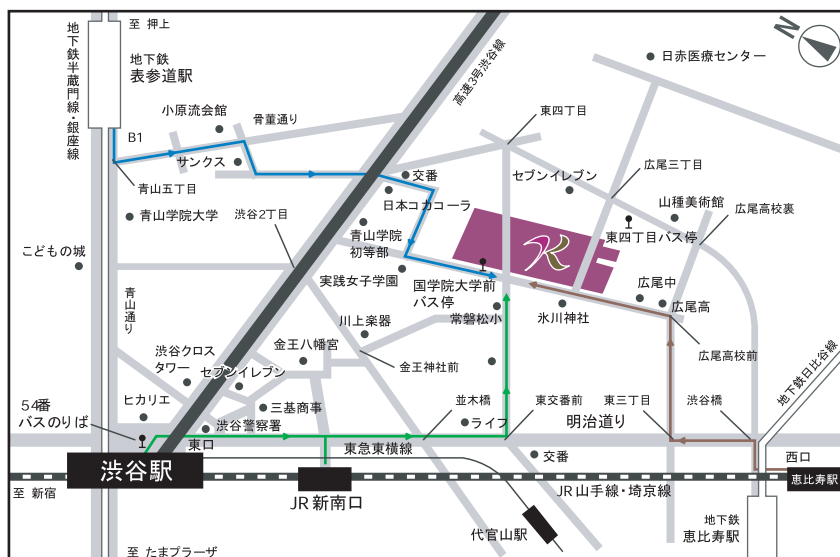 至 押上
N
地下鉄
表参道駅
地下鉄半蔵門線・銀座線
高速3号渋谷線
日赤医療センター
小原流会館
骨董通り
東四丁目
B1
サンクス
交番
セブンイレブン
広尾三丁目
青山五丁目
日本コカコーラ
山種美術館
青山学院大学
渋谷2丁目
青山学院
初等部
東四丁目バス停
広尾高校裏
K
こどもの城
実践女子学園
国学院大学前
バス停
広尾中
広尾高
青山通り
川上楽器
常磐松小
氷川神社
渋谷クロス
タワー
金王八幡宮
金王神社前
広尾高校前
セブンイレブン
地下鉄日比谷線
ヒカリエ
三基商事
並木橋
東交番前
東三丁目
渋谷橋
54番
バスのりば
渋谷警察署
ライフ
明治道り
東口
東急東横線
交番
西口
渋谷駅
恵比寿駅
至 新宿
JR新南口
JR山手線・埼京線
代官山駅
地下鉄
恵比寿駅
至 たまプラーザ